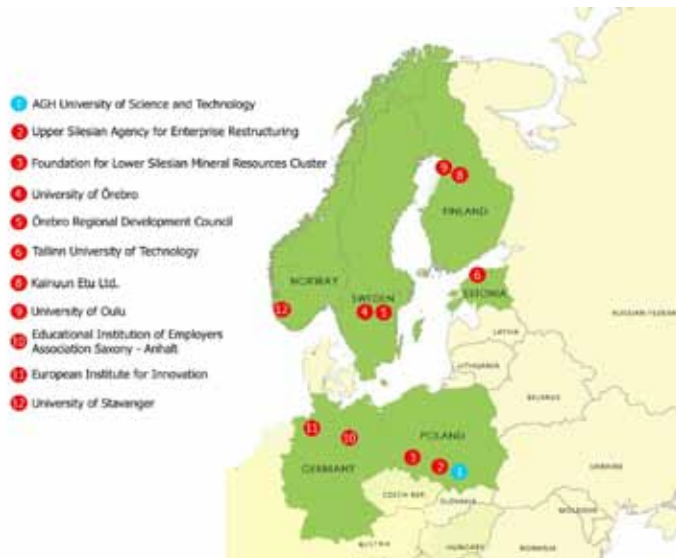 1 AGH University of Science and Technology
2 Upper Silesian Agency for Enterprise Restructuring
3 Foundation for Lower Silesian Mineral Resources Cluster
4 University of Örebro
5 Örebro Regional Development Council
6 Tallinn University of Technology
8 Kainuun Etu Ltd.
9 University of Oulu
10 Educational Institution of Employers
Association Saxony - Anhalt
11 European Institute for Innovation
12 University of Stavanger
9
8
FINLAND
NORWAY
6
ESTONIA
SWEDEN
12
4
5
RUSSIAN FEDERA
LATVIA
LITHUANIA
BELARUS
11
10
POLAND
3
2
1
GERMANY
UKRAINE
CZECH REP.
SLOVAKIA
MOLDOVA
AUSTRIA
HUNGARY
ROMANIA